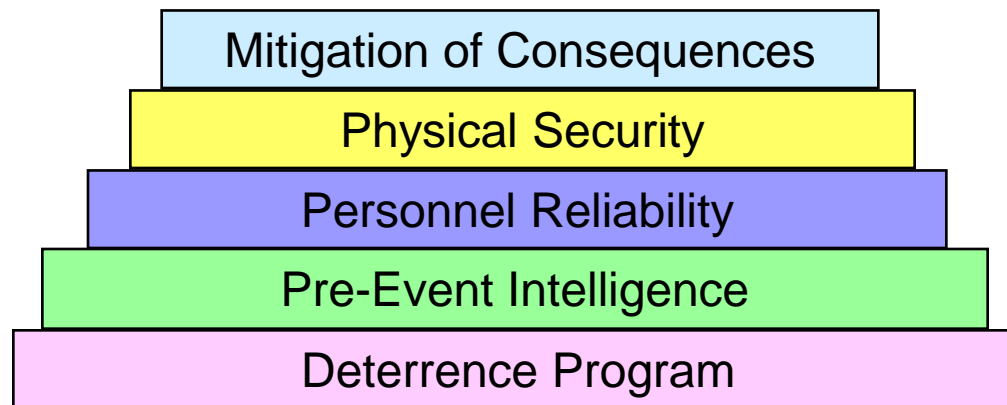 Mitigation of Consequences
Physical Security
Personnel Reliability
Pre-Event Intelligence
Deterrence Program